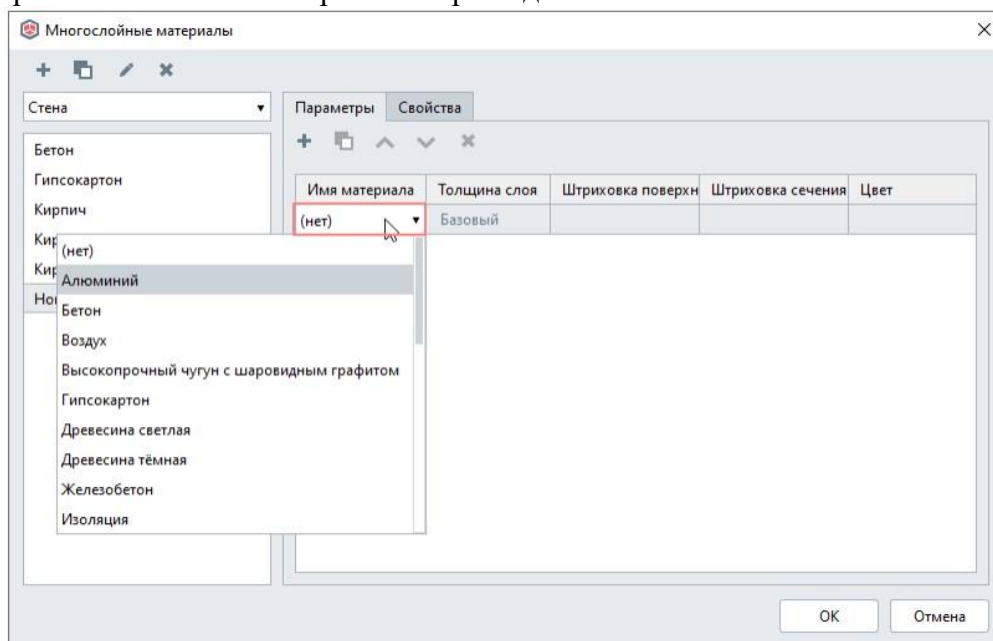 Многослойные материалы
Стена
Параметры Свойства
Бетон
Гипсокартон
Кирпич
Имя материала Толщина слоя Штриховка поверхн Штриховка сечения Цвет
(нет) Базовый
Кир
(нет)
Кир
Алюминий
Но
Бетон
Воздух
Высокопрочный чугун с шаровидным графитом
Гипсокартон
Древесина светлая
Древесина тёмная
Железобетон
Изоляция
OK Отмена